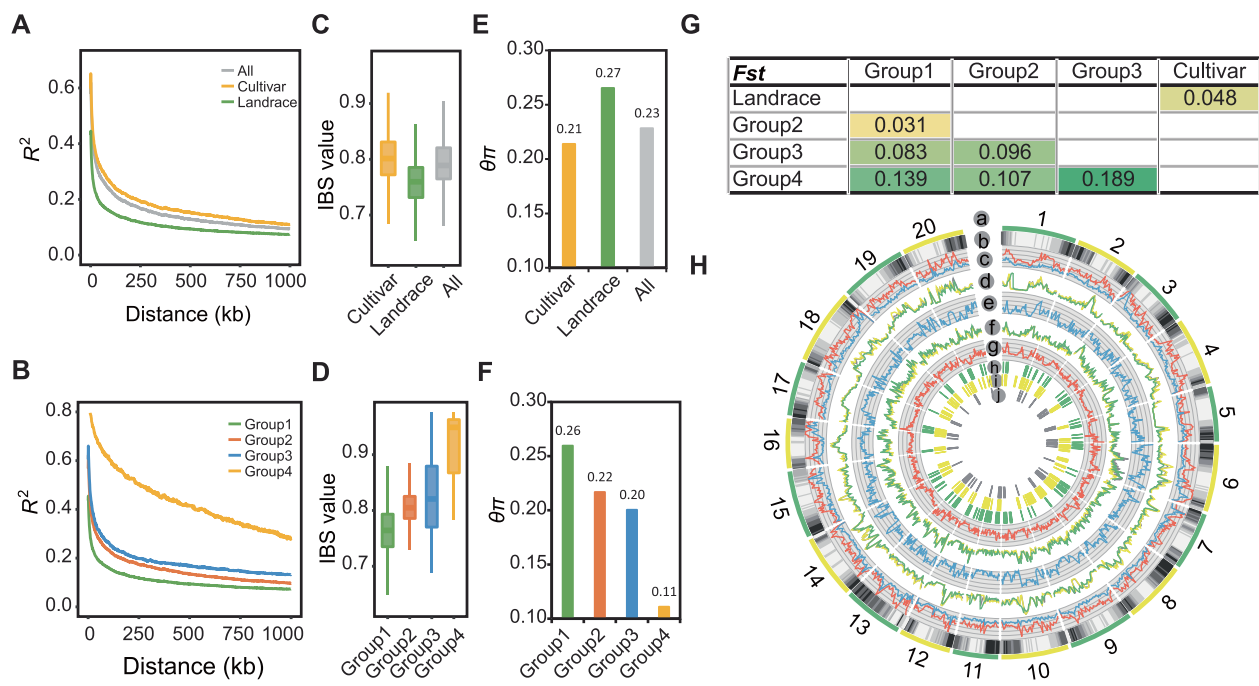 A
R²
0.6
0.4
0.2
0.0
All
Cultivar
Landrace
0 250 500 750 1000
Distance (kb)
C
IBS value
0.9
0.8
0.7
Cultivar
Landrace
All
E
θπ
0.30
0.25
0.20
0.15
0.10
0.21
0.27
0.23
Cultivar
Landrace
All
G
Fst Group1 Group2 Group3 Cultivar
Landrace 0.048
Group2 0.031
Group3 0.083 0.096
Group4 0.139 0.107 0.189
B
R²
0.8
0.6
0.4
0.2
0.0
Group1
Group2
Group3
Group4
0 250 500 750 1000
Distance (kb)
D
IBS value
0.9
0.8
0.7
Group1
Group2
Group3
Group4
F
θπ
0.30
0.25
0.20
0.15
0.10
0.26
0.22
0.20
0.11
Group1
Group2
Group3
Group4
H
a
b
c
d
e
f
g
h
i
j
1
2
3
4
5
6
7
8
9
10
11
12
13
14
15
16
17
18
19
20